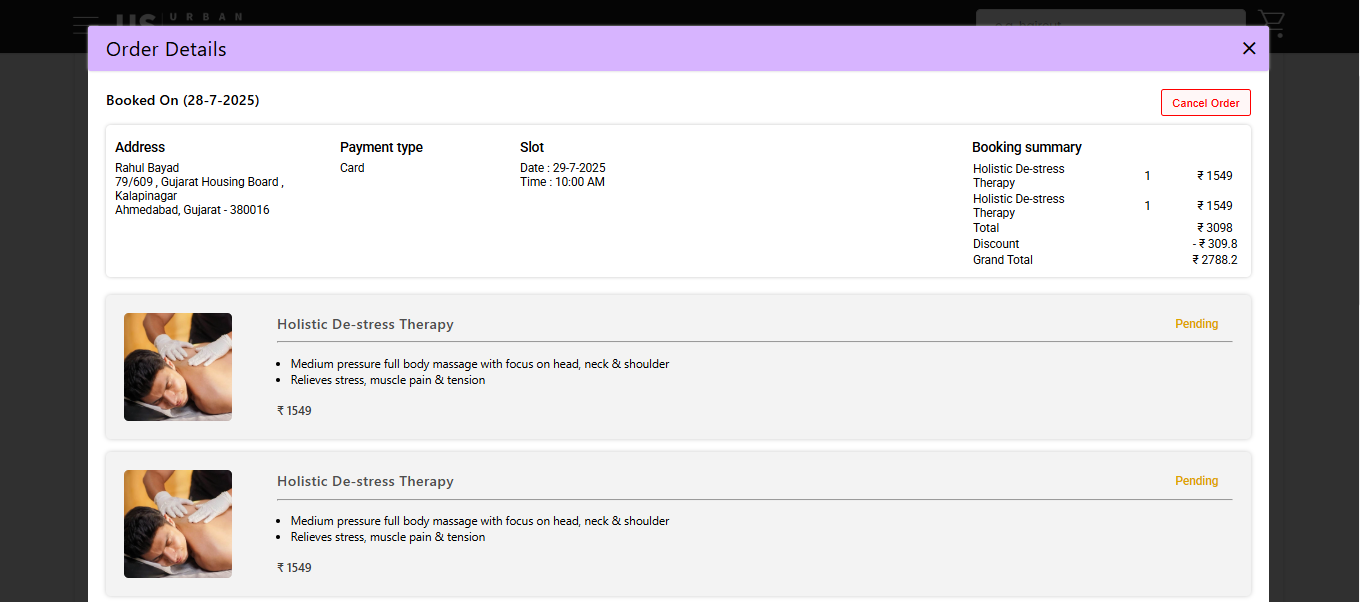 US URBAN
Order Details
Booked On (28-7-2025)
Cancel Order
Address
Rahul Bayad
79/609 , Gujarat Housing Board ,
Kalapinagar
Ahmedabad, Gujarat - 380016
Payment type
Card
Slot
Date : 29-7-2025
Time : 10:00 AM
Booking summary
Holistic De-stress
Therapy
1 ₹ 1549
Holistic De-stress
Therapy
1 ₹ 1549
Total ₹ 3098
Discount - ₹ 309.8
Grand Total ₹ 2788.2
Holistic De-stress Therapy
Pending
• Medium pressure full body massage with focus on head, neck & shoulder
• Relieves stress, muscle pain & tension
₹ 1549
Holistic De-stress Therapy
Pending
• Medium pressure full body massage with focus on head, neck & shoulder
• Relieves stress, muscle pain & tension
₹ 1549